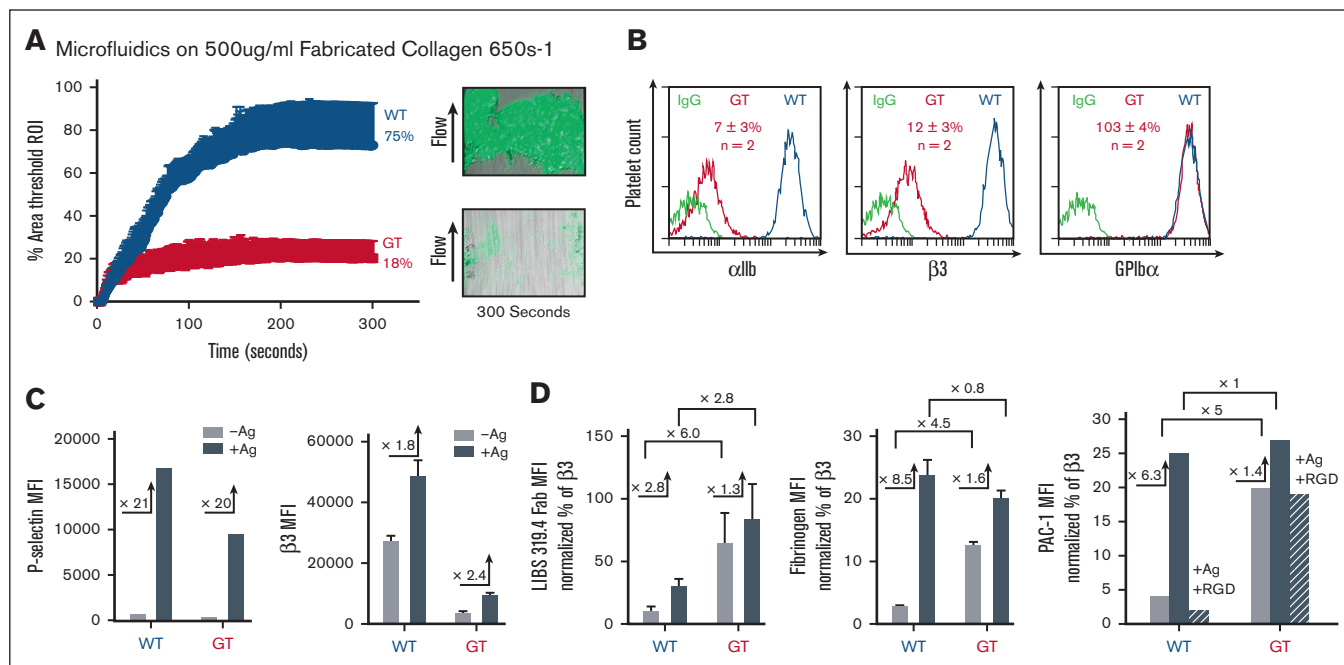 A Microfluidics on 500ug/ml Fabricated Collagen 650s-1
% Area threshold ROI
100
80
60
40
20
0
0 100 200 300
Time (seconds)
WT
75%
GT
18%
Flow
Flow
300 Seconds
B
Platelet count
IgG GT WT
7 ± 3%
n = 2
αIIb
IgG GT WT
12 ± 3%
n = 2
β3
IgG GT WT
103 ± 4%
n = 2
GPIbα
C
P-selectin MFI
20000
15000
10000
5000
0
–Ag
+Ag
× 21
× 20
WT GT
β3 MFI
60000
40000
20000
0
–Ag
+Ag
× 1.8
× 2.4
WT GT
D
LIBS 319.4 Fab MFI
normalized % of β3
150
100
50
0
× 2.8
× 6.0
× 2.8
× 1.3
WT GT
Fibrinogen MFI
normalized % of β3
30
20
10
0
× 0.8
× 4.5
× 8.5
× 1.6
WT GT
PAC-1 MFI
normalized % of β3
30
25
20
15
10
5
0
× 1
× 5
× 6.3
× 1.4
+Ag
+RGD
+Ag
+RGD
WT GT